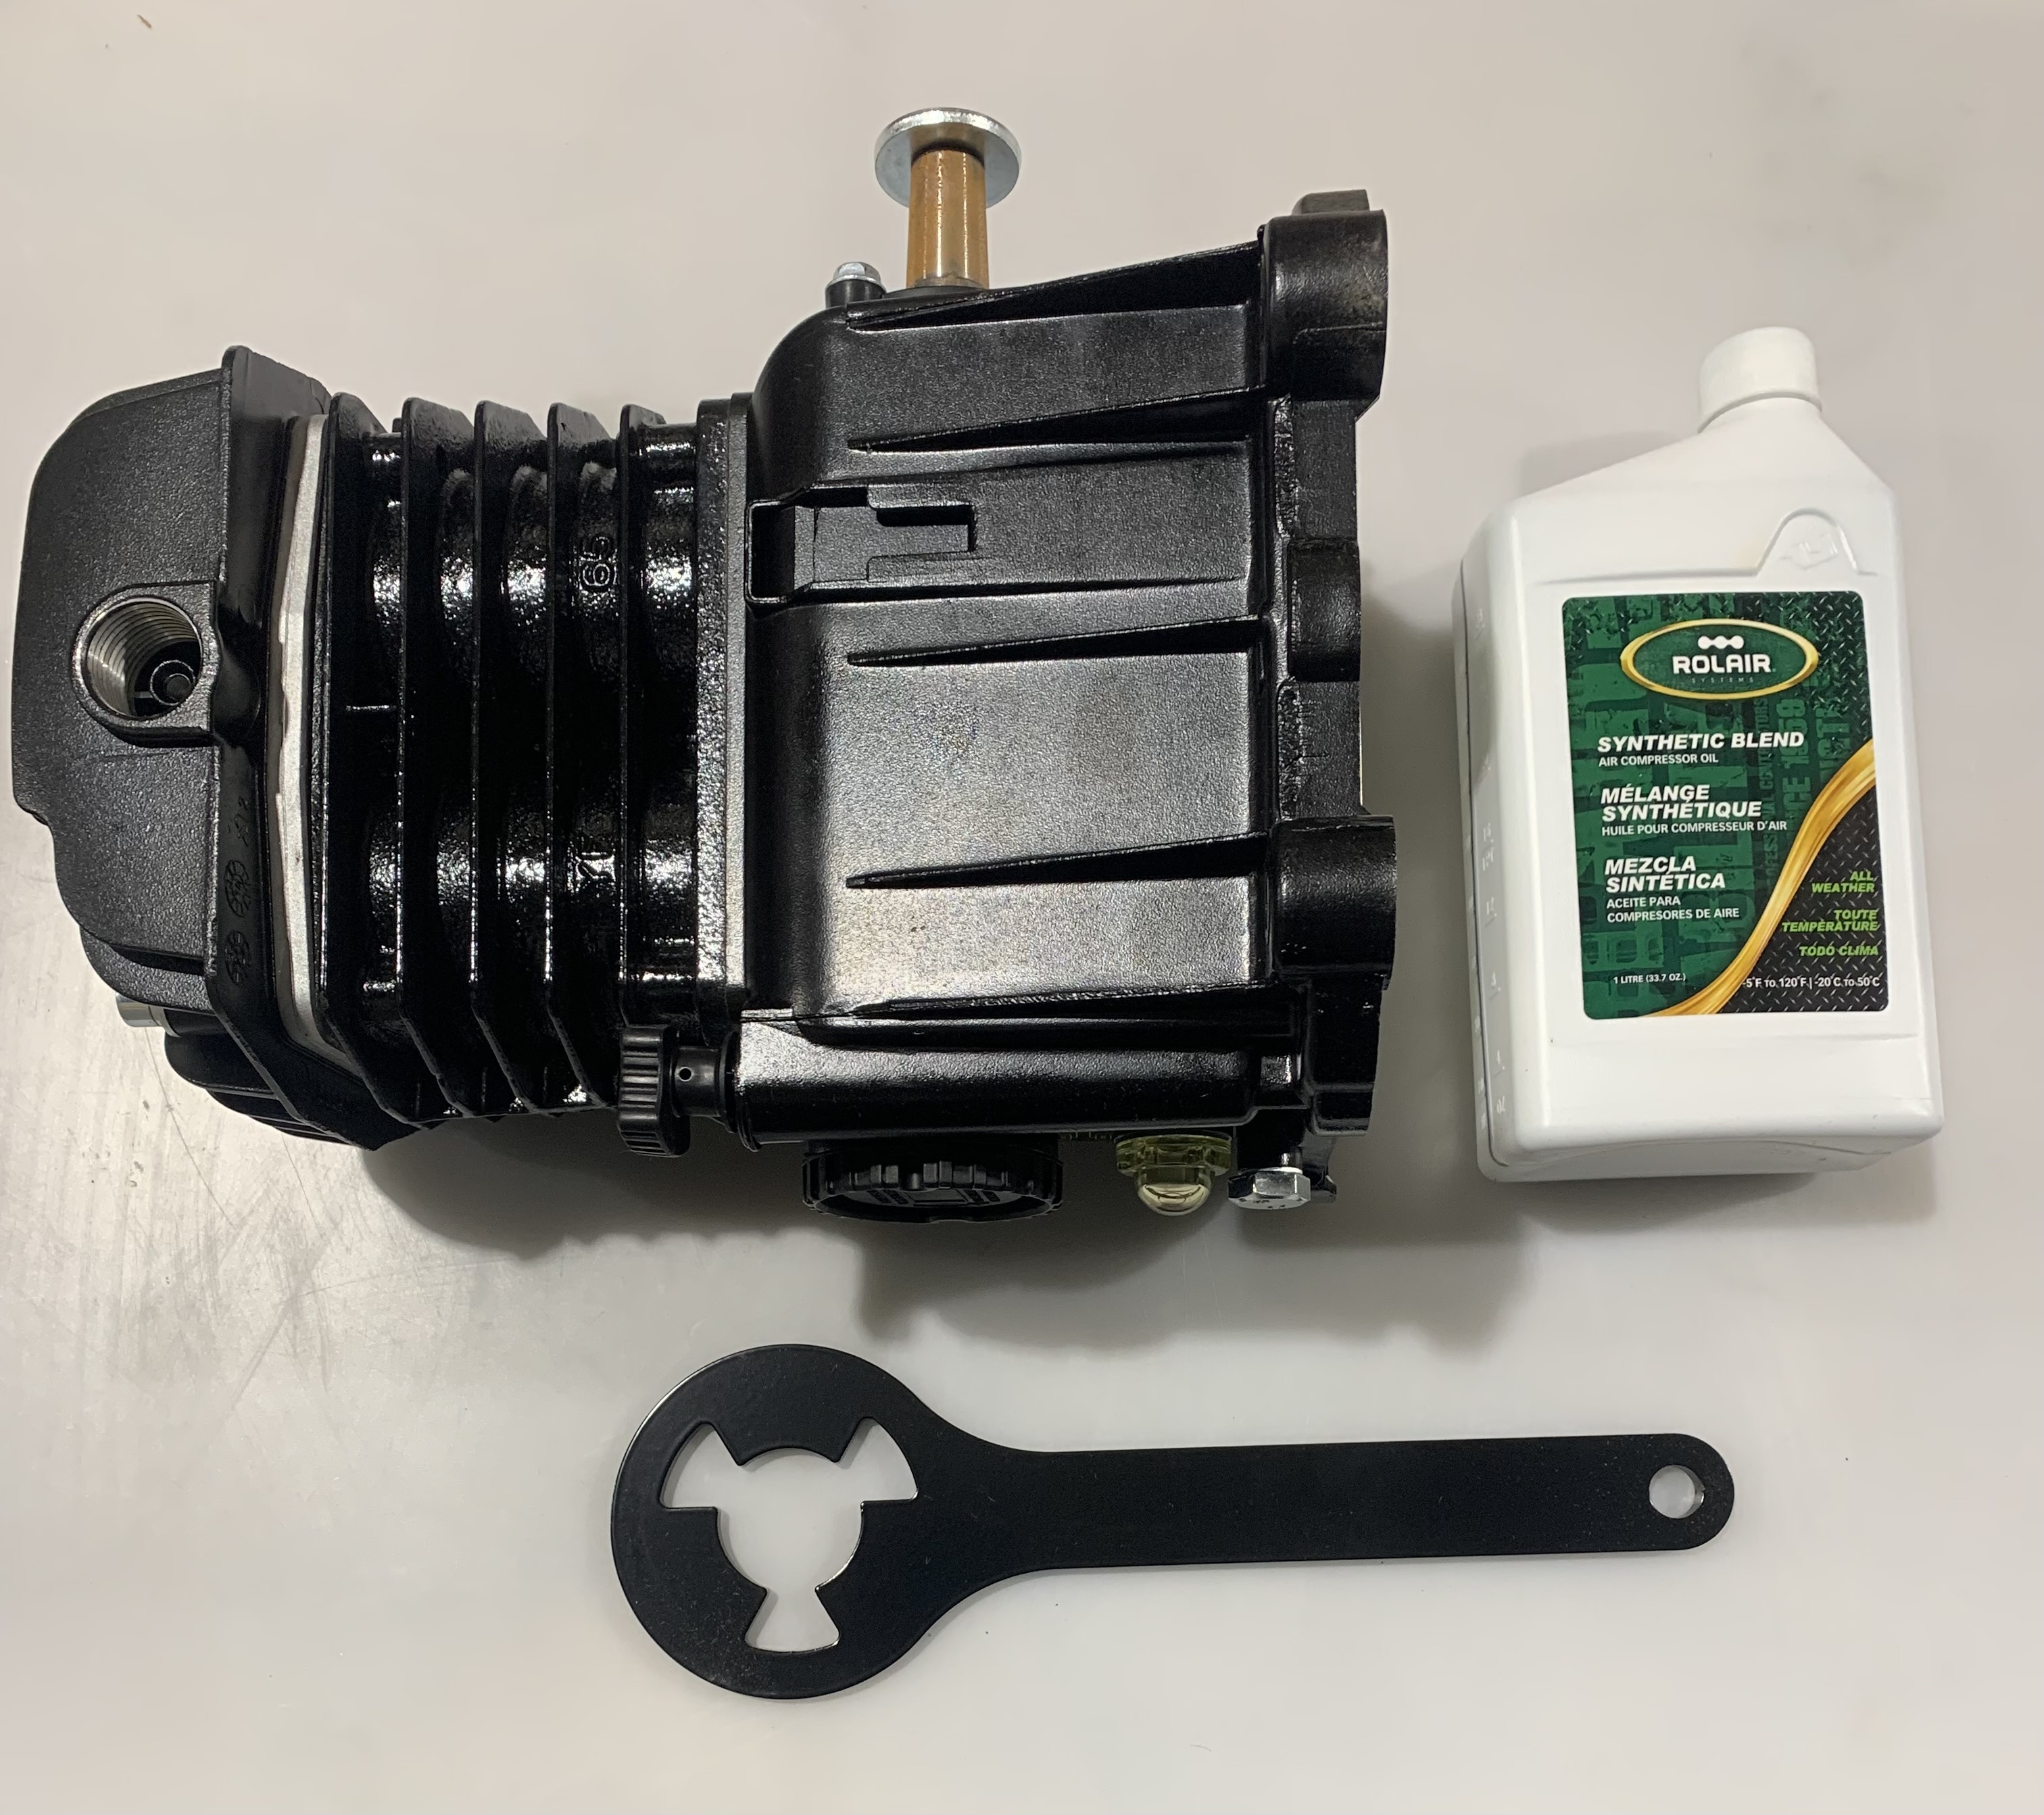 65
ROLAIR
SYSTEMS
SYNTHETIC BLEND
AIR COMPRESSOR OIL
MÉLANGE
SYNTHÉTIQUE
HUILE POUR COMPRESSEUR D'AIR
MEZCLA
SINTÉTICA
ACEITE PARA
COMPRESORES DE AIRE
ALL
WEATHER
TOUTE
TEMPÉRATURE
TODO CLIMA
1 LITRE (33.7 OZ.)
-5°F TO 120°F | -20°C TO 50°C